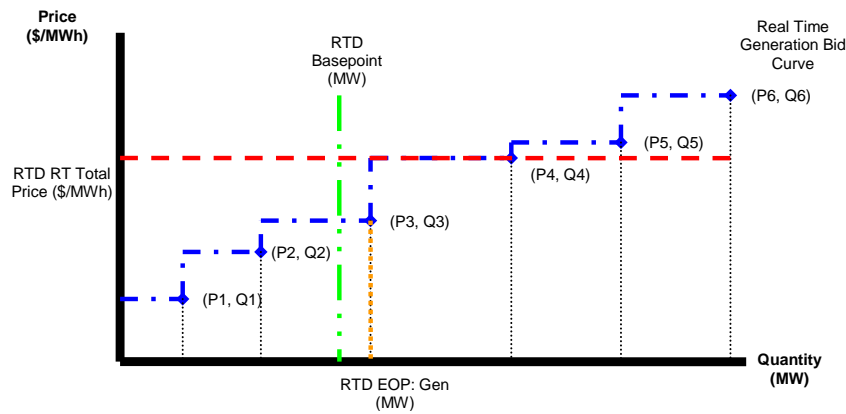 Price
($/MWh)
RTD
Basepoint
(MW)
Real Time
Generation Bid
Curve
(P6, Q6)
(P5, Q5)
RTD RT Total
Price ($/MWh)
(P4, Q4)
(P3, Q3)
(P2, Q2)
(P1, Q1)
Quantity
(MW)
RTD EOP: Gen
(MW)